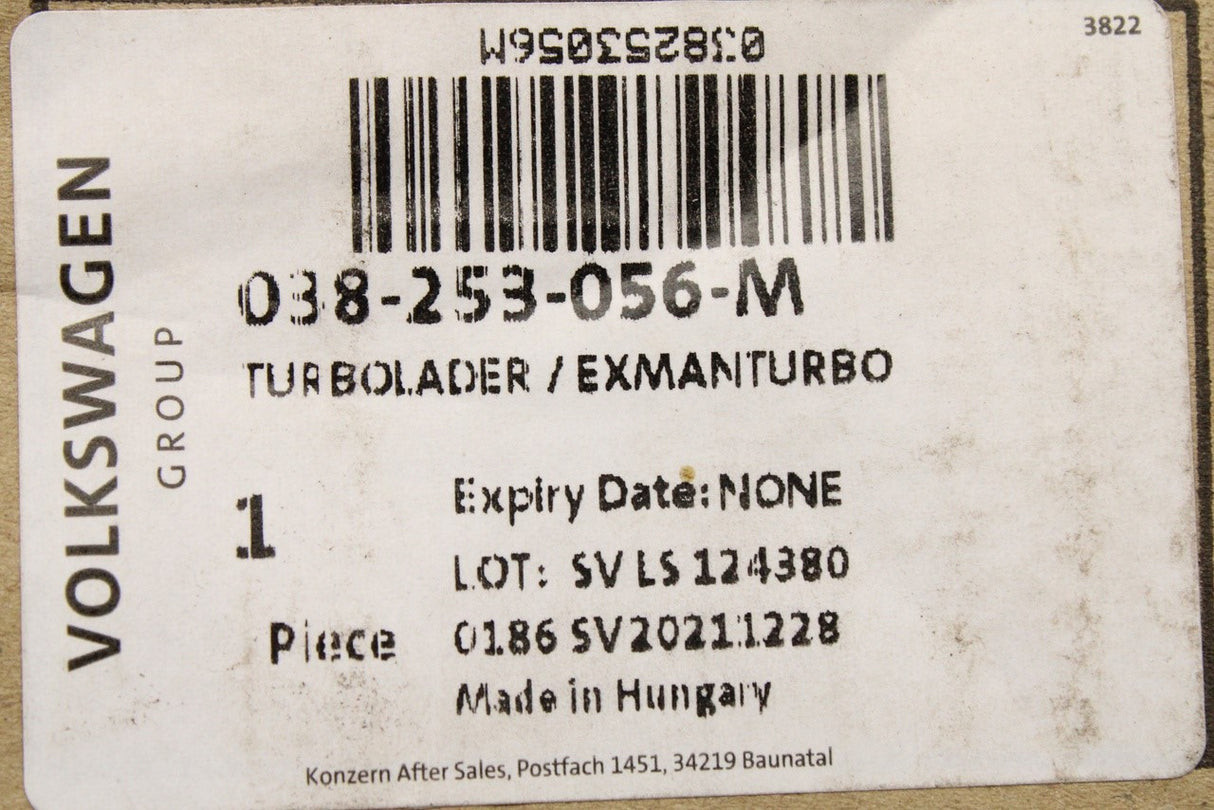 3822
038253056M
038-253-056-M
TURBOLADER / EXMANTURBO
VOLKSWAGEN
GROUP
1
Piece
Expiry Date: NONE
LOT: SV LS 124380
0186 SV20211228
Made in Hungary
Konzern After Sales, Postfach 1451, 34219 Baunatal